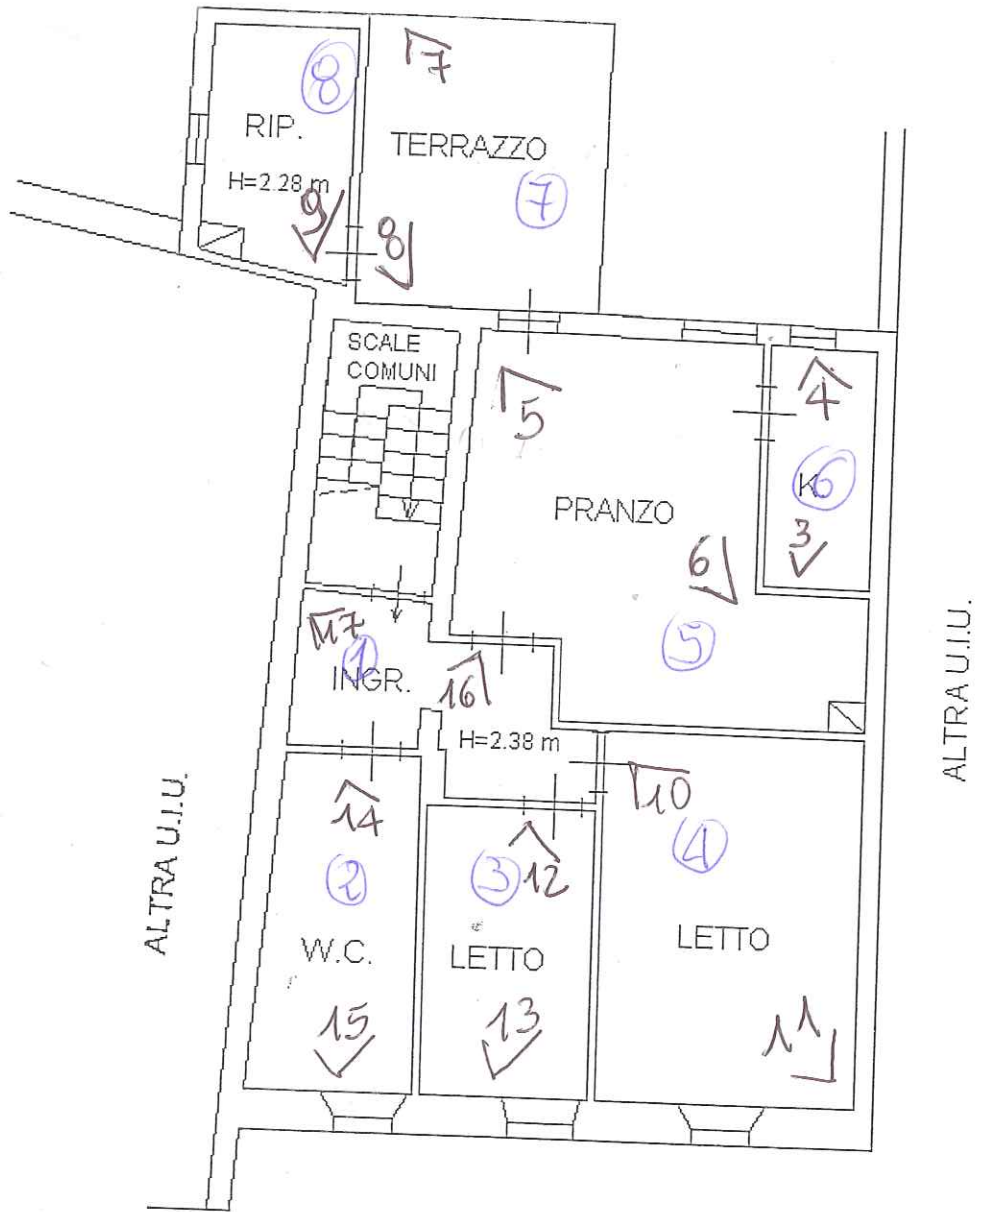 7
8
RIP.
TERRAZZO
H=2.28 m
7
9
8
SCALE
COMUNI
4
5
K
6
PRANZO
3
6
17
1
5
INGR.
16
H=2.38 m
ALTRA U.I.U.
10
14
4
2
3
12
LETTO
W.C.
LETTO
ALTRA U.I.U.
15
13
11